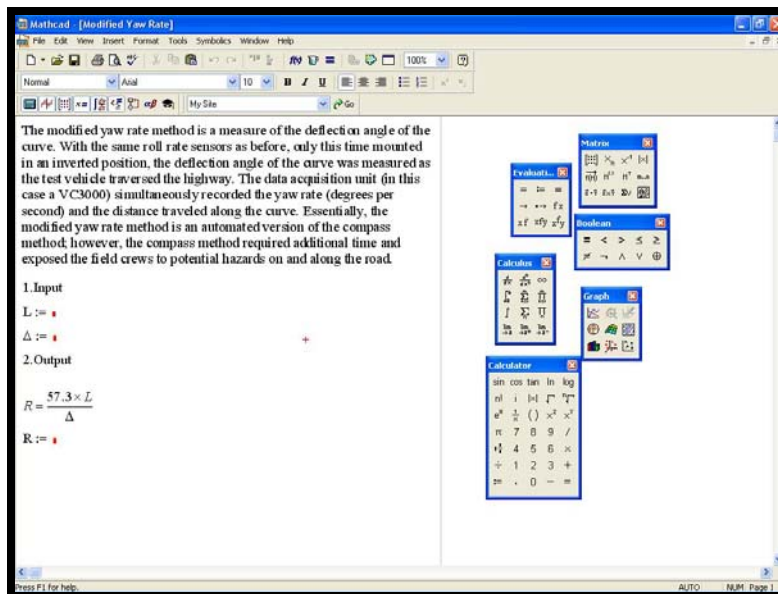 Mathcad - [Modified Yaw Rate]
File Edit View Insert Format Tools Symbolics Window Help
100%
Normal Arial 10 B I U
My Site Go
The modified yaw rate method is a measure of the deflection angle of the
curve. With the same roll rate sensors as before, only this time mounted
in an inverted position, the deflection angle of the curve was measured as
the test vehicle traversed the highway. The data acquisition unit (in this
case a VC3000) simultaneously recorded the yaw rate (degrees per
second) and the distance traveled along the curve. Essentially, the
modified yaw rate method is an automated version of the compass
method; however, the compass method required additional time and
exposed the field crews to potential hazards on and along the road.
1.Input
L :=
Δ :=
2.Output
R = 57.3 × L / Δ
R :=
Matrix
Evaluati...
= := ≡
→ •→ fx
xf xfy xfy
Boolean
= < > ≤ ≥
≠ ¬ ∧ ∨ ⊕
Calculus
Graph
Calculator
sin cos tan ln log
n! i |×|
π 7 8 9 /
4 5 6 ×
÷ 1 2 3 +
:= . 0 − =
Press F1 for help.
AUTO NUM Page 1